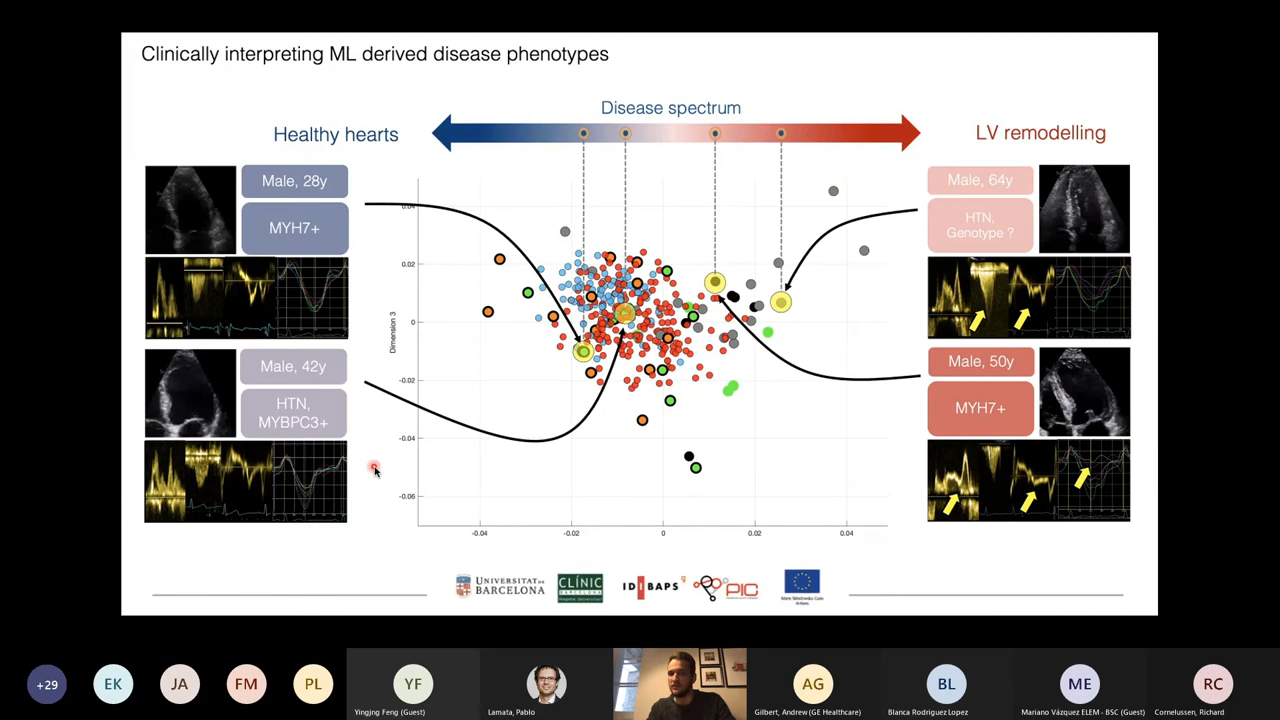 Clinically interpreting ML derived disease phenotypes
Disease spectrum
Healthy hearts
LV remodelling
Male, 28y
MYH7+
Male, 42y
HTN,
MYBPC3+
Male, 64y
HTN,
Genotype ?
Male, 50y
MYH7+
Dimension 3
0.04
0.02
0
-0.02
-0.04
-0.06
-0.04
-0.02
0
0.02
0.04
UNIVERSITAT DE
BARCELONA
CLÍNIC
BARCELONA
IDIBAPS
PIC
+29
EK
JA
FM
PL
YF
AG
BL
ME
RC
Yingjng Feng (Guest)
Lamata, Pablo
Gilbert, Andrew (GE Healthcare)
Blanca Rodriguez Lopez
Mariano Vázquez ELEM - BSC (Guest)
Cornelussen, Richard